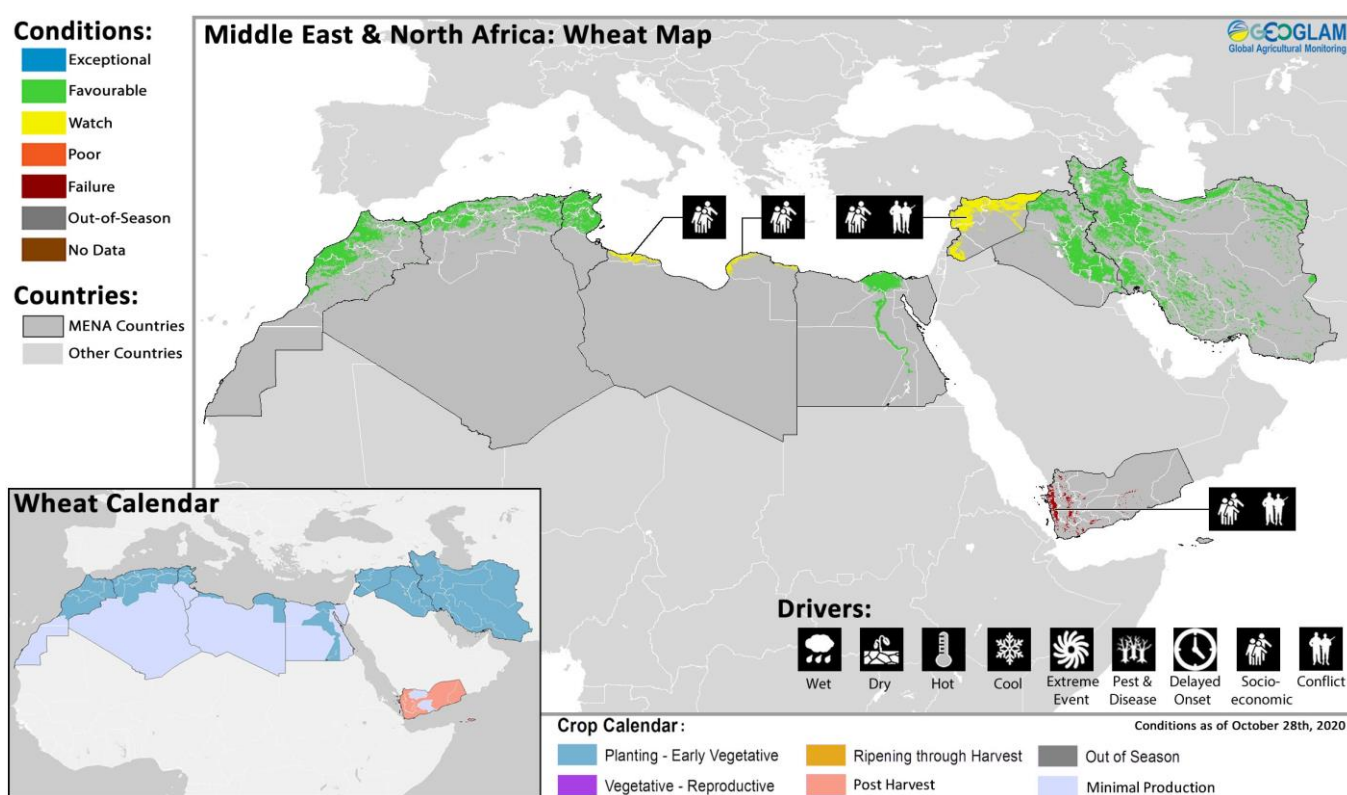 Conditions:
Exceptional
Favourable
Watch
Poor
Failure
Out-of-Season
No Data
Countries:
MENA Countries
Other Countries
Middle East & North Africa: Wheat Map
GEOGLAM
Global Agricultural Monitoring
Wheat Calendar
Drivers:
Wet
Dry
Hot
Cool
Extreme
Event
Pest &
Disease
Delayed
Onset
Socio-
economic
Conflict
Crop Calendar:
Conditions as of October 28th, 2020
Planting - Early Vegetative
Ripening through Harvest
Out of Season
Vegetative - Reproductive
Post Harvest
Minimal Production